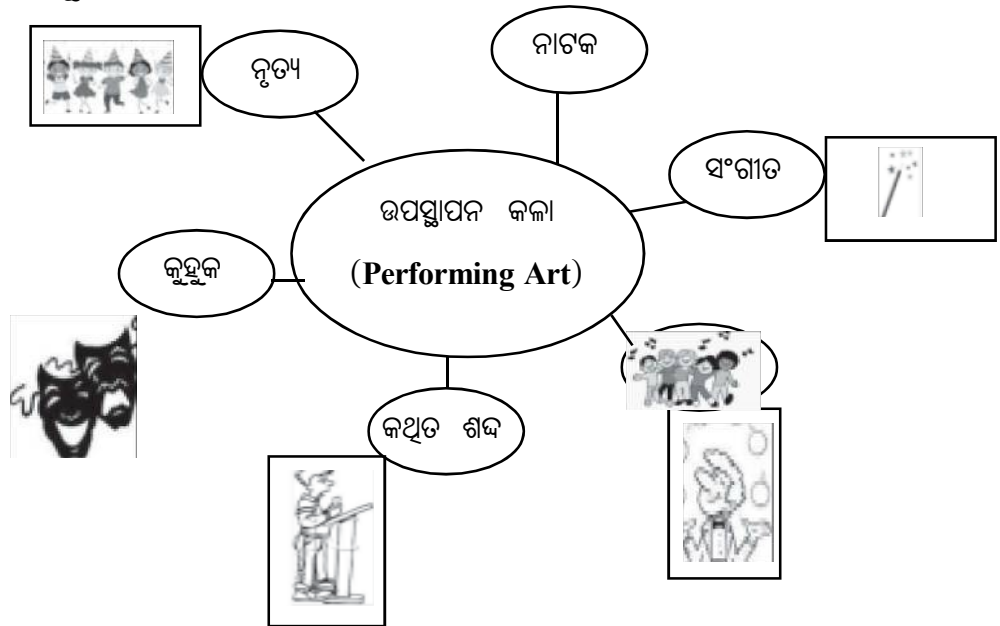 ନାଟକ
ନୃତ୍ୟ
ସଂଗୀତ
ଉପସ୍ଥାପନ କଳା
(Performing Art)
କୁହୁକ
କଥିତ ଶବ୍ଦ